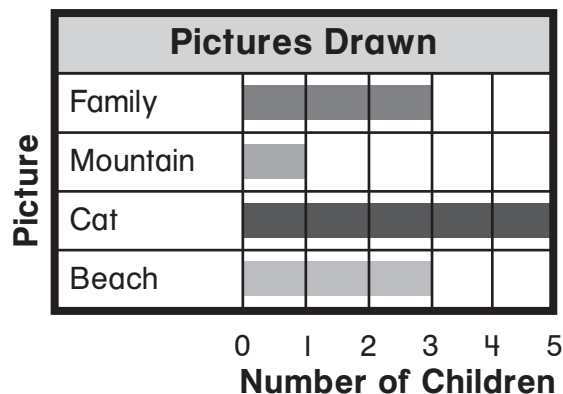 Pictures Drawn
Picture
Family
Mountain
Cat
Beach
0 1 2 3 4 5
Number of Children